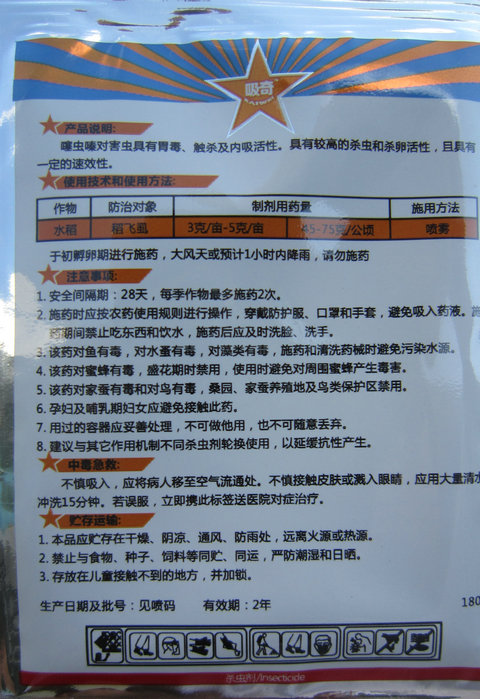 吸奇
产品说明:
噻虫嗪对害虫具有胃毒、触杀及内吸活性。具有较高的杀虫和杀卵活性，且具有
一定的速效性。
使用技术和使用方法:
作物 防治对象 制剂用药量 施用方法
水稻 稻飞虱 3克/亩-5克/亩 45-75克/公顷 喷雾
于初孵卵期进行施药，大风天或预计1小时内降雨，请勿施药
注意事项:
1. 安全间隔期：28天，每季作物最多施药2次。
2. 施药时应按农药使用规则进行操作，穿戴防护服、口罩和手套，避免吸入药液。施
药期间禁止吃东西和饮水，施药后应及时洗脸、洗手。
3. 该药对鱼有毒，对水蚤有毒，对藻类有毒，施药和清洗药械时避免污染水源。
4. 该药对蜜蜂有毒，盛花期时禁用，使用时避免对周围蜜蜂产生毒害。
5. 该药对家蚕有毒和对鸟有毒，桑园、家蚕养殖地及鸟类保护区禁用。
6. 孕妇及哺乳期妇女应避免接触此药。
7. 用过的容器应妥善处理，不可做他用，也不可随意丢弃。
8. 建议与其它作用机制不同杀虫剂轮换使用，以延缓抗性产生。
中毒急救:
不慎吸入，应将病人移至空气流通处。不慎接触皮肤或溅入眼睛，应用大量清水
冲洗15分钟。若误服，立即携此标签送医院对症治疗。
贮存运输:
1. 本品应贮存在干燥、阴凉、通风、防雨处，远离火源或热源。
2. 禁止与食物、种子、饲料等同贮、同运，严防潮湿和日晒。
3. 存放在儿童接触不到的地方，并加锁。
生产日期及批号：见喷码 有效期：2年
180
杀虫剂/Insecticide